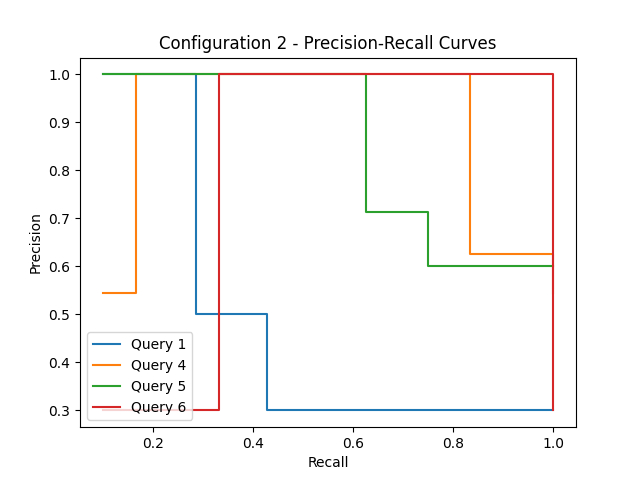 Configuration 2 - Precision-Recall Curves
1.0
0.9
0.8
0.7
0.6
0.5
0.4
0.3
Precision
Query 1
Query 4
Query 5
Query 6
0.2
0.4
0.6
0.8
1.0
Recall